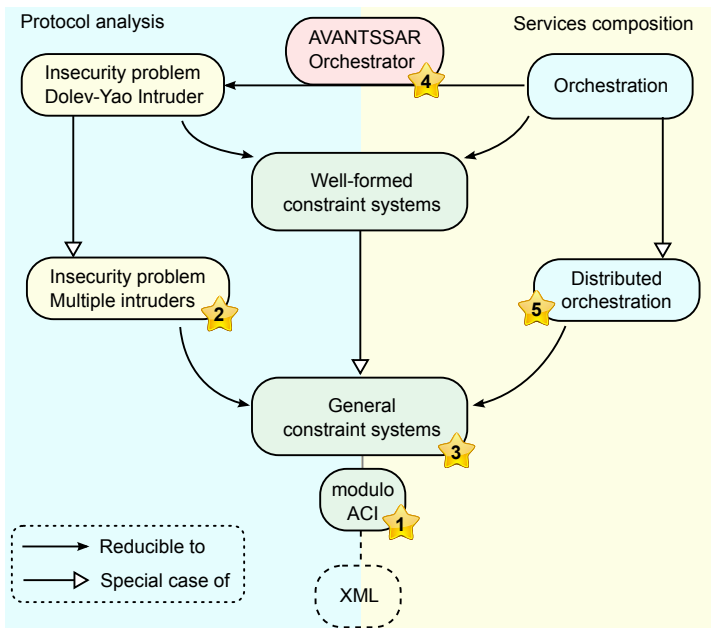 Protocol analysis
Services composition
AVANTSSAR
Orchestrator
4
Insecurity problem
Dolev-Yao Intruder
Orchestration
Well-formed
constraint systems
Insecurity problem
Multiple intruders
2
Distributed
orchestration
5
General
constraint systems
3
modulo
ACI
1
Reducible to
Special case of
XML